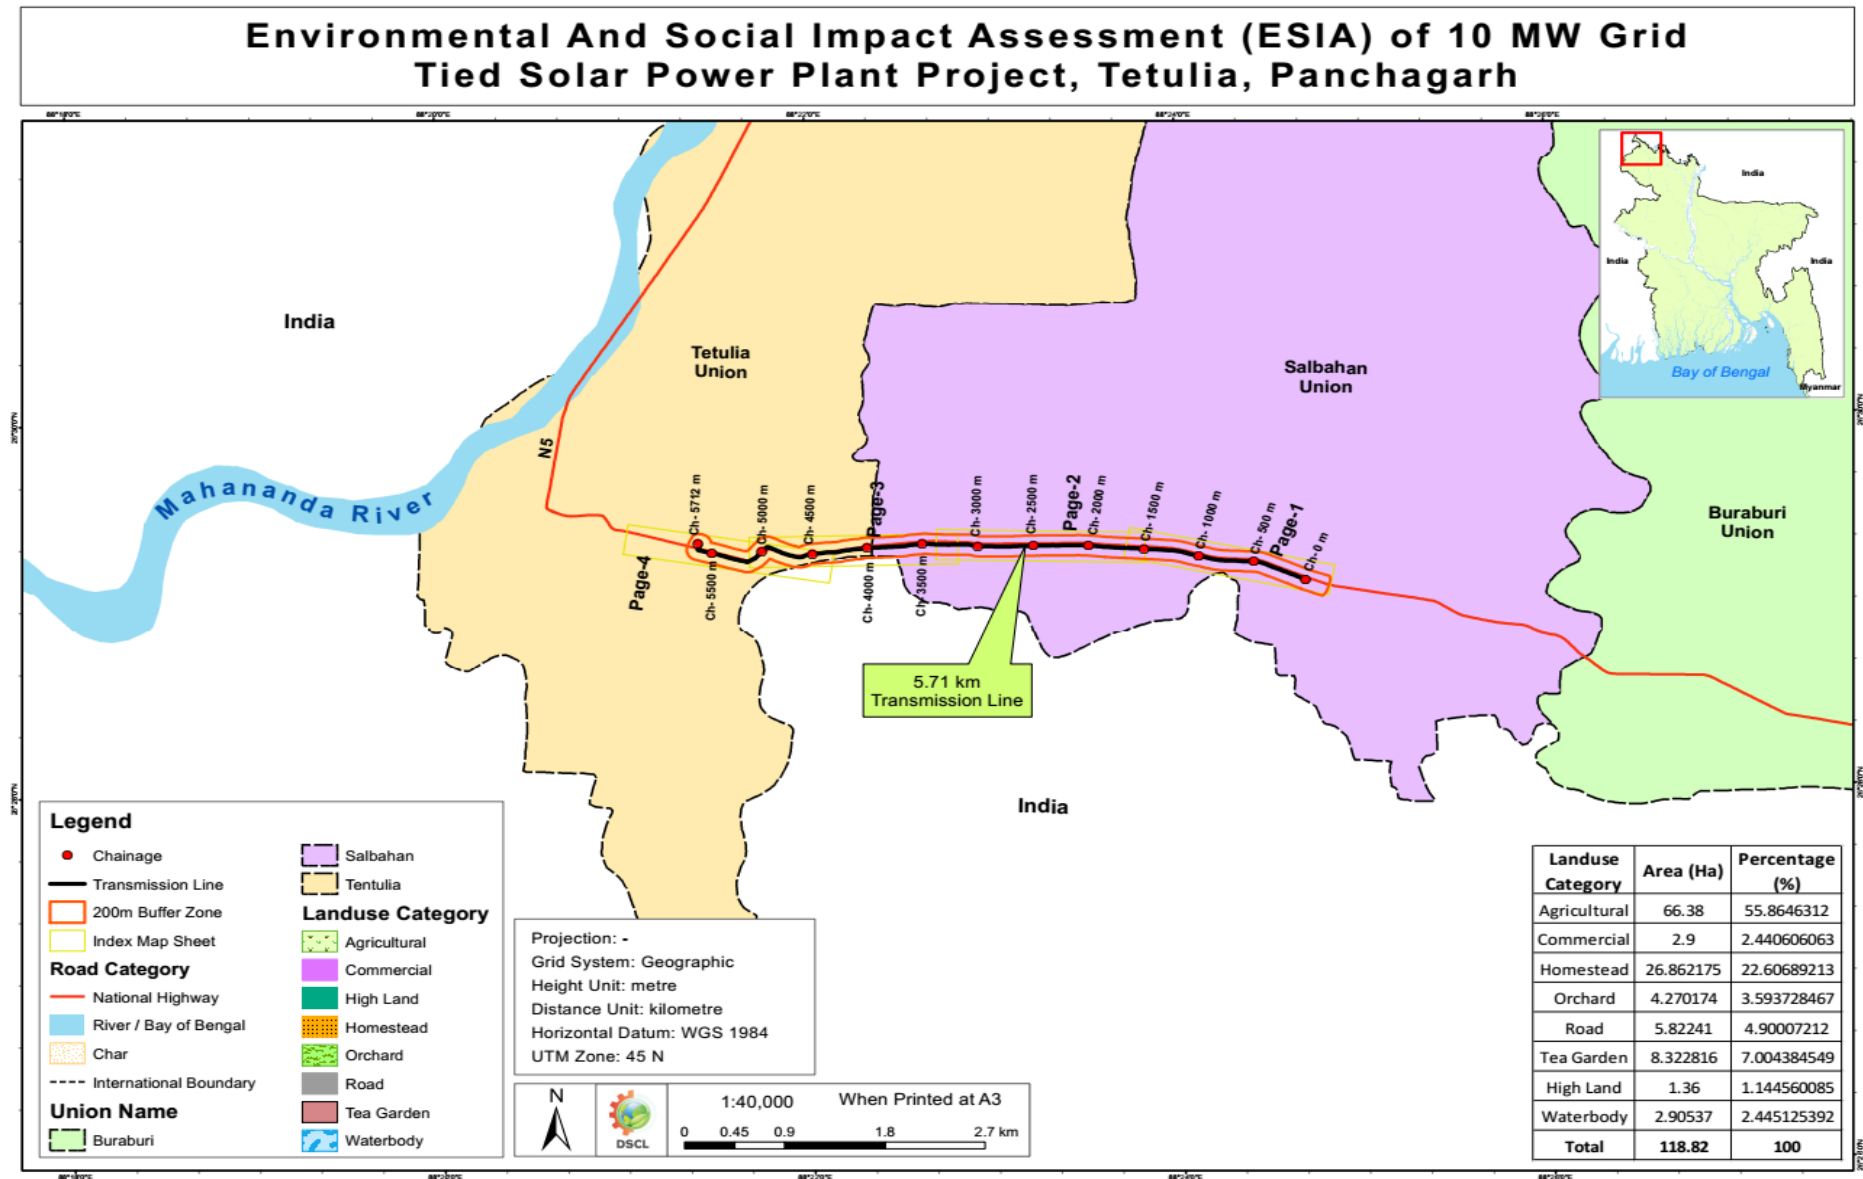 Environmental And Social Impact Assessment (ESIA) of 10 MW Grid
Tied Solar Power Plant Project, Tetulia, Panchagarh
India
Mahananda River
N5
Tetulia
Union
Salbahan
Union
Buraburi
Union
India
India
India
Bay of Bengal
Myanmar
Page-4
Ch- 5712 m
Ch- 5500 m
Ch- 5000 m
Ch- 4500 m
Page-3
Ch- 4000 m
Ch- 3500 m
Ch- 3000 m
Ch- 2500 m
Page-2
Ch- 2000 m
Ch- 1500 m
Ch- 1000 m
Ch- 500 m
Page-1
Ch- 0 m
5.71 km
Transmission Line
India
Legend
Chainage
Transmission Line
200m Buffer Zone
Index Map Sheet
Road Category
National Highway
River / Bay of Bengal
Char
International Boundary
Union Name
Buraburi
Salbahan
Tentulia
Landuse Category
Agricultural
Commercial
High Land
Homestead
Orchard
Road
Tea Garden
Waterbody
Projection: -
Grid System: Geographic
Height Unit: metre
Distance Unit: kilometre
Horizontal Datum: WGS 1984
UTM Zone: 45 N
N
DSCL
1:40,000 When Printed at A3
0 0.45 0.9 1.8 2.7 km
Landuse Category Area (Ha) Percentage (%)
Agricultural 66.38 55.8646312
Commercial 2.9 2.440606063
Homestead 26.862175 22.60689213
Orchard 4.270174 3.593728467
Road 5.82241 4.90007212
Tea Garden 8.322816 7.004384549
High Land 1.36 1.144560085
Waterbody 2.90537 2.445125392
Total 118.82 100